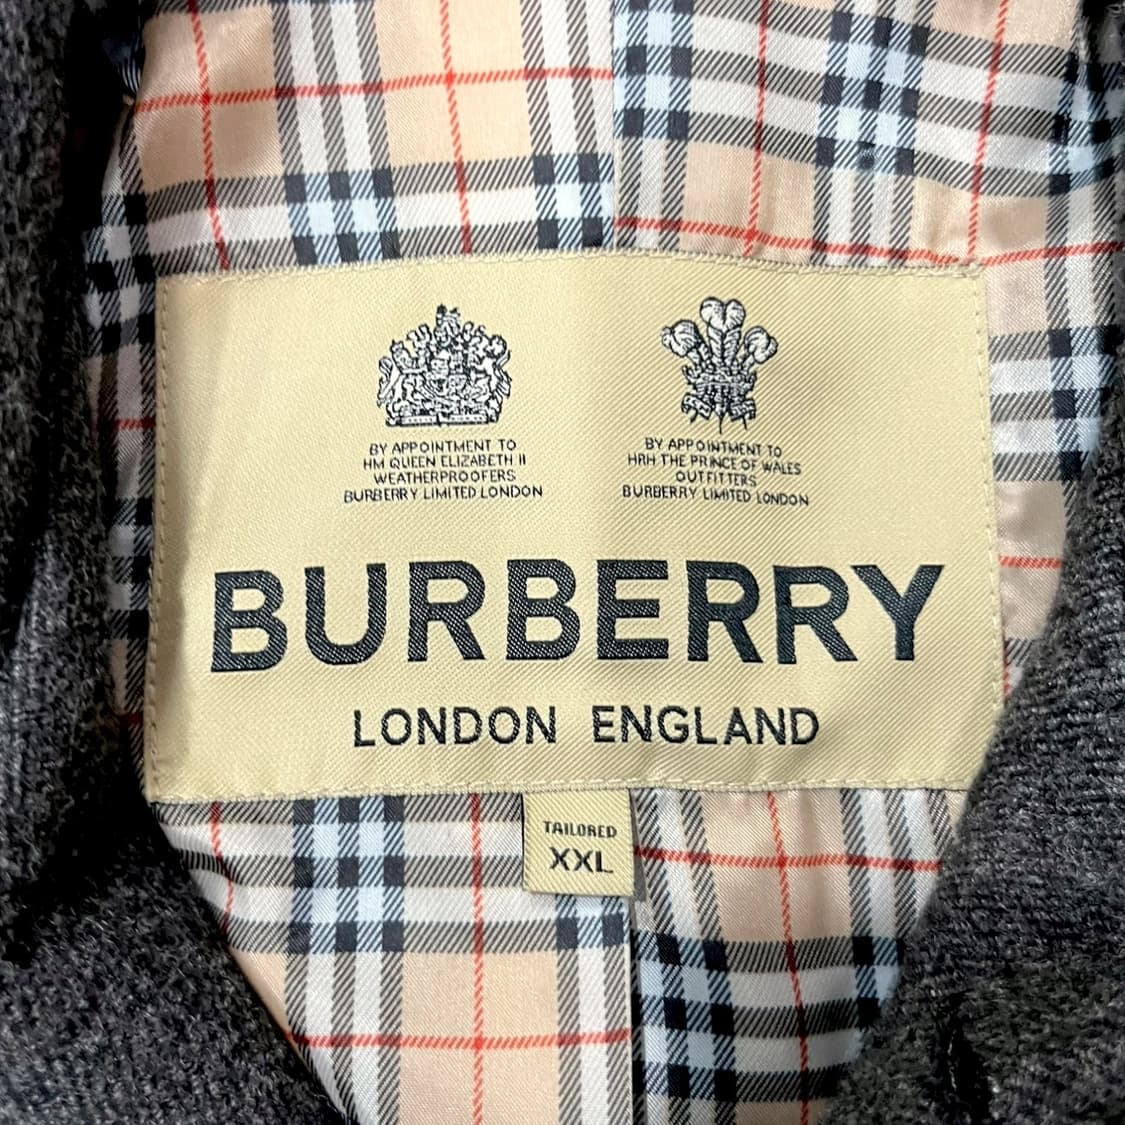 BY APPOINTMENT TO
HM QUEEN ELIZABETH II
WEATHERPROOFERS
BURBERRY LIMITED LONDON
BY APPOINTMENT TO
HRH THE PRINCE OF WALES
OUTFITTERS
BURBERRY LIMITED LONDON
BURBERRY
LONDON ENGLAND
TAILORED
XXL